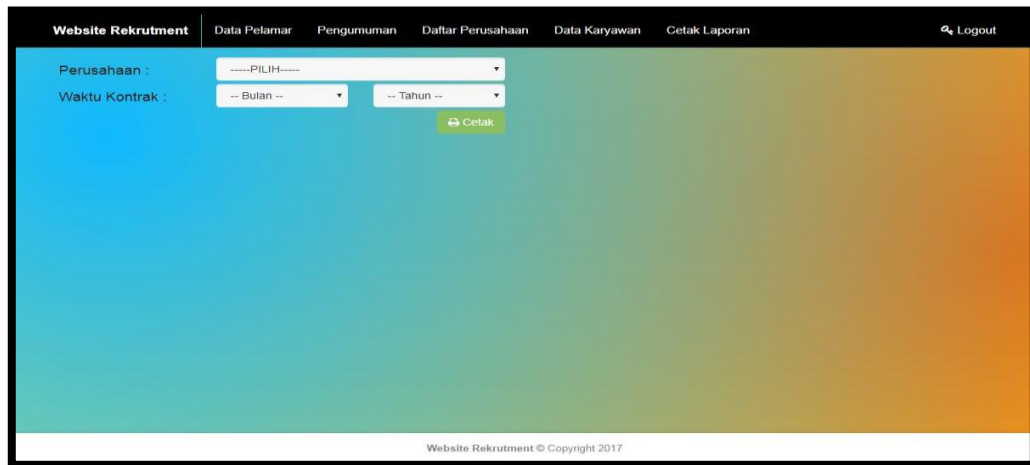 Website Rekrutment Data Pelamar Pengumuman Daftar Perusahaan Data Karyawan Cetak Laporan Logout
Perusahaan : -----PILIH-----
Waktu Kontrak : -- Bulan -- -- Tahun --
Cetak
Website Rekrutment © Copyright 2017